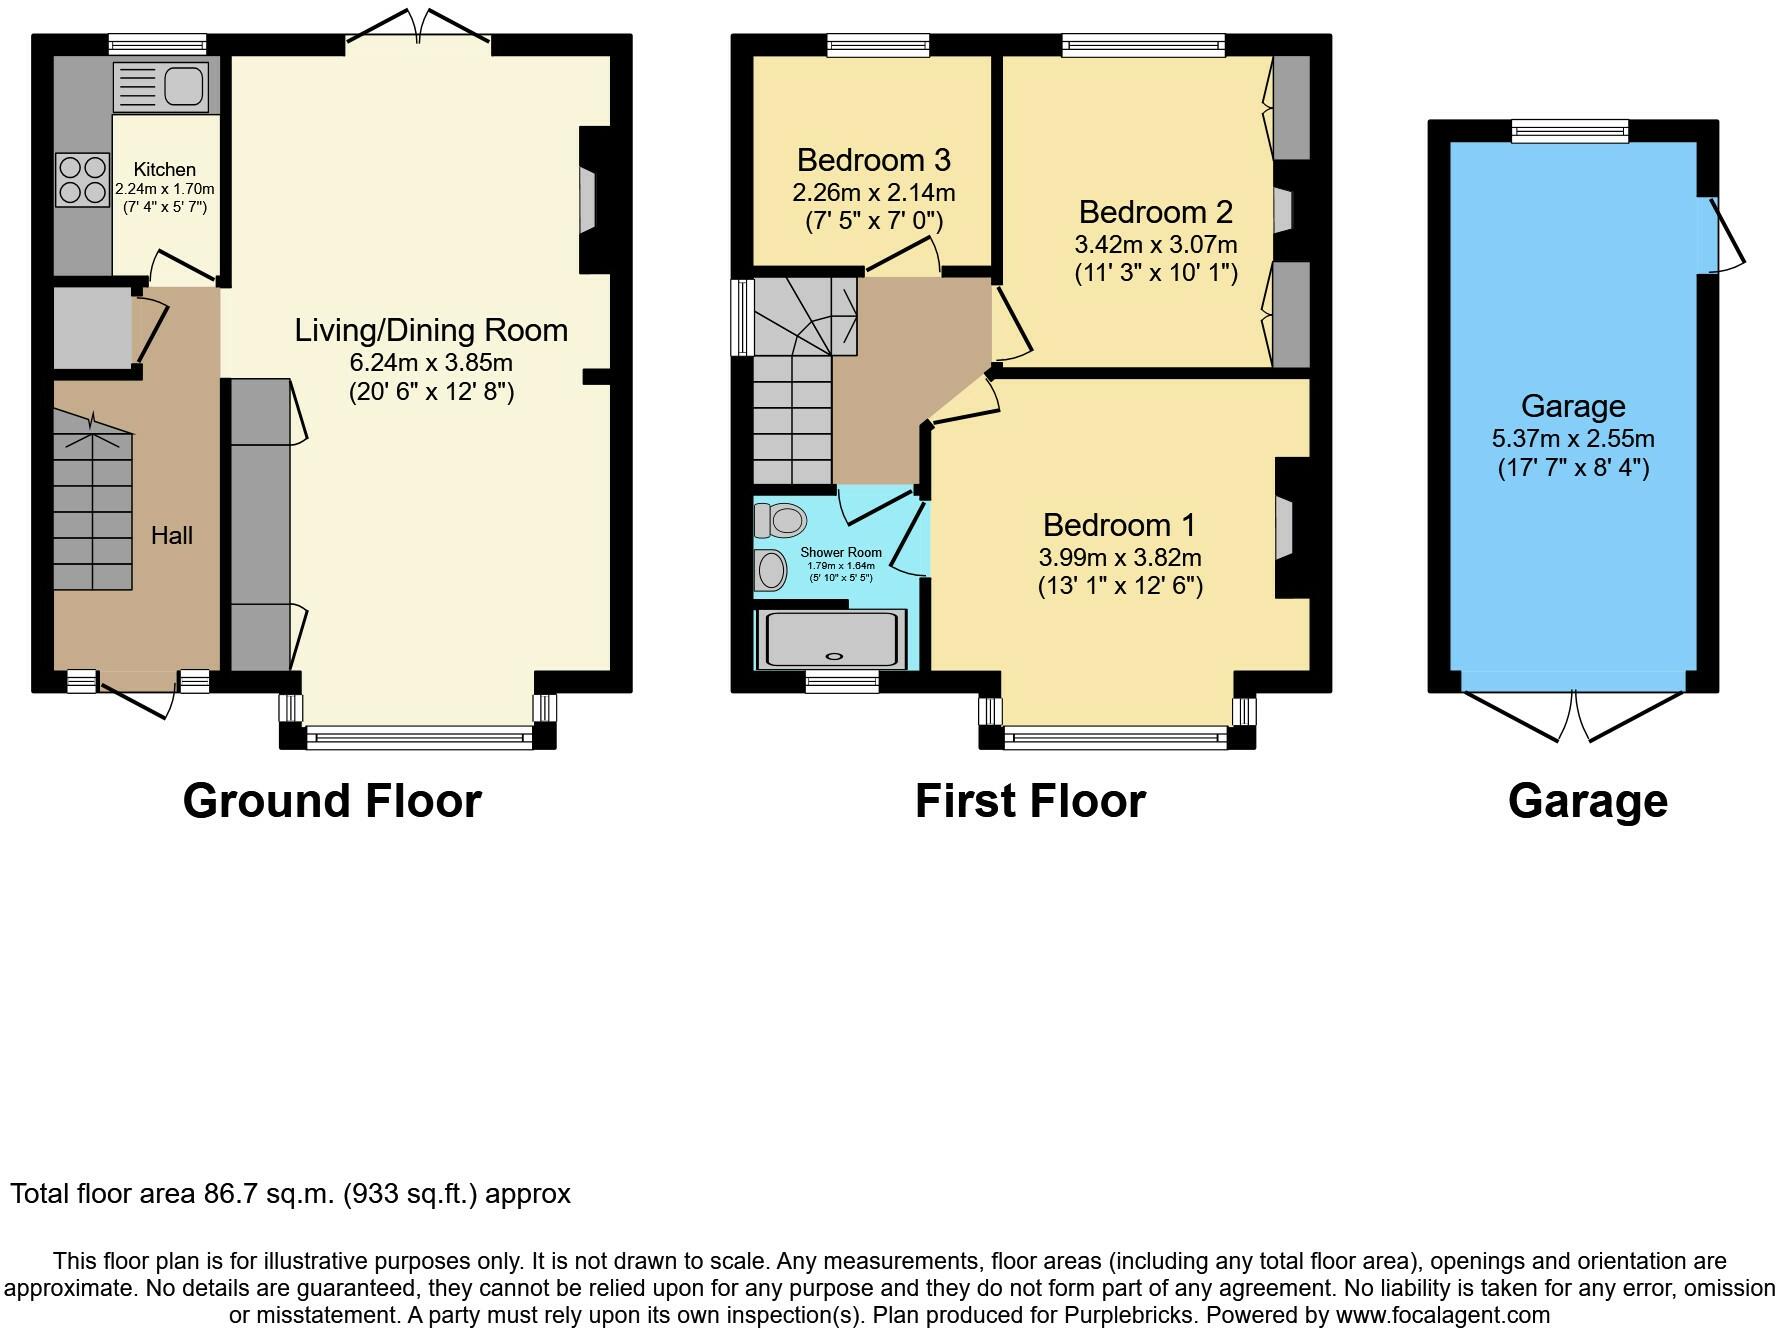 Kitchen
2.24m x 1.70m
(7' 4" x 5' 7")
Living/Dining Room
6.24m x 3.85m
(20' 6" x 12' 8")
Hall
Ground Floor
Bedroom 3
2.26m x 2.14m
(7' 5" x 7' 0")
Bedroom 2
3.42m x 3.07m
(11' 3" x 10' 1")
Bedroom 1
3.99m x 3.82m
(13' 1" x 12' 6")
Shower Room
1.79m x 1.64m
(5' 10" x 5' 5")
First Floor
Garage
5.37m x 2.55m
(17' 7" x 8' 4")
Garage
Total floor area 86.7 sq.m. (933 sq.ft.) approx
This floor plan is for illustrative purposes only. It is not drawn to scale. Any measurements, floor areas (including any total floor area), openings and orientation are
approximate. No details are guaranteed, they cannot be relied upon for any purpose and they do not form part of any agreement. No liability is taken for any error, omission
or misstatement. A party must rely upon its own inspection(s). Plan produced for Purplebricks. Powered by www.focalagent.com